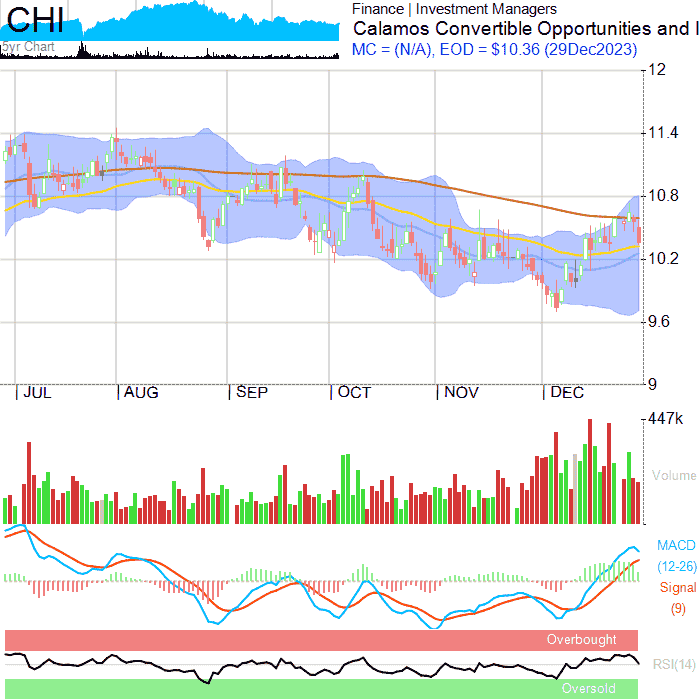 CHI
5yr Chart
Finance | Investment Managers
Calamos Convertible Opportunities and I
MC = (N/A), EOD = $10.36 (29Dec2023)
12
11.4
10.8
10.2
9.6
9
JUL AUG SEP OCT NOV DEC
447k
Volume
MACD
(12-26)
Signal
(9)
Overbought
RSI(14)
Oversold